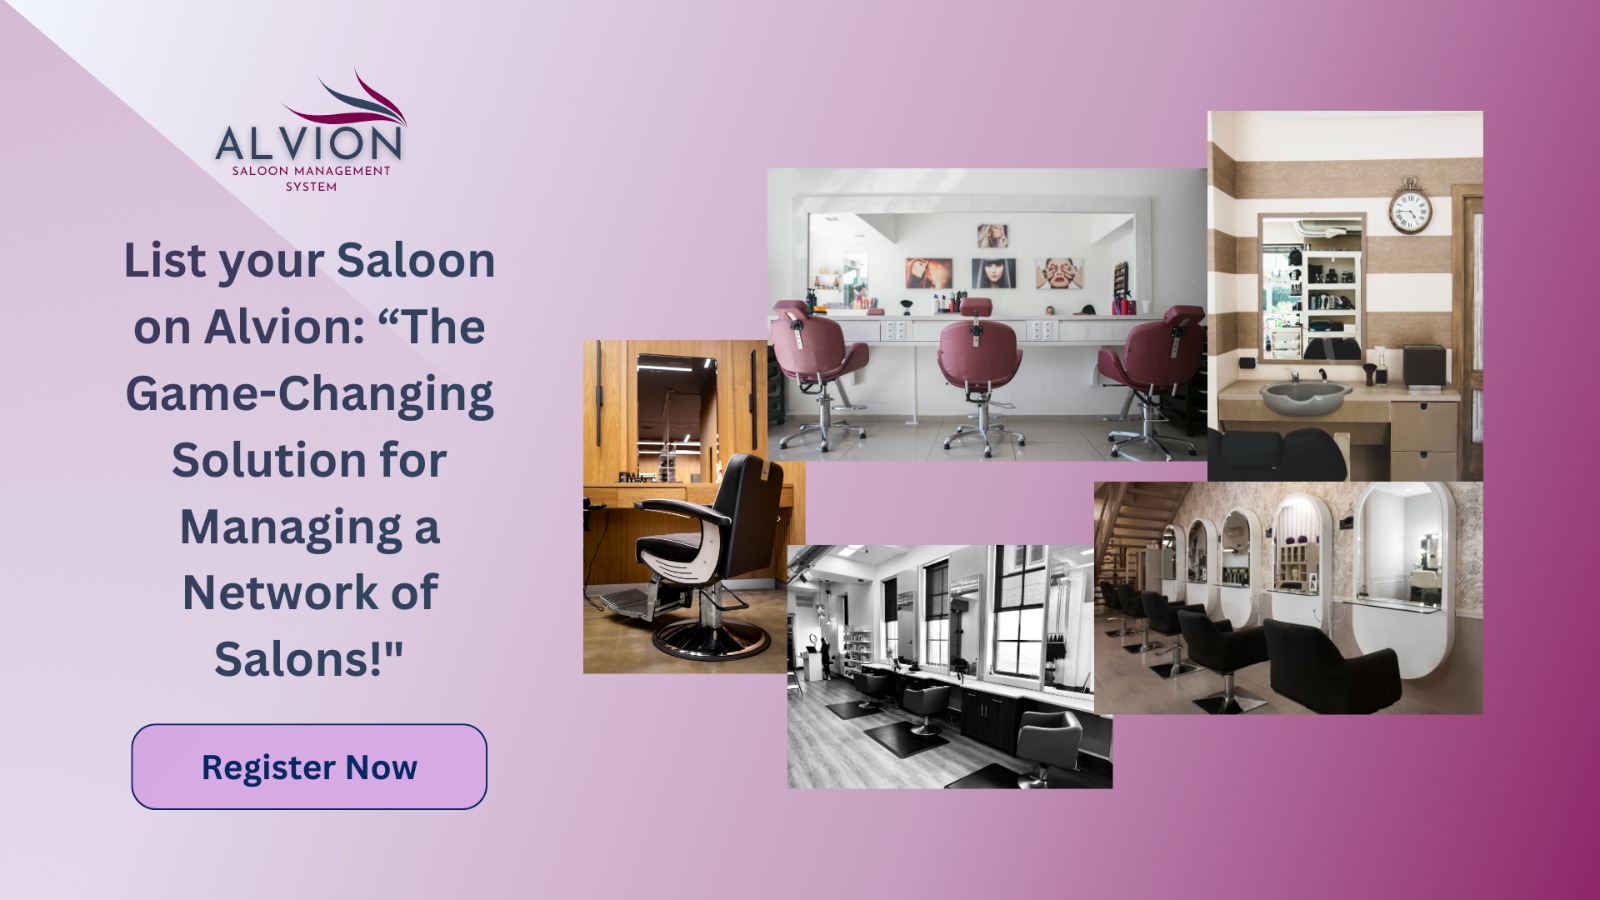 ALVION
SALOON MANAGEMENT
SYSTEM
List your Saloon
on Alvion: “The
Game-Changing
Solution for
Managing a
Network of
Salons!"
Register Now